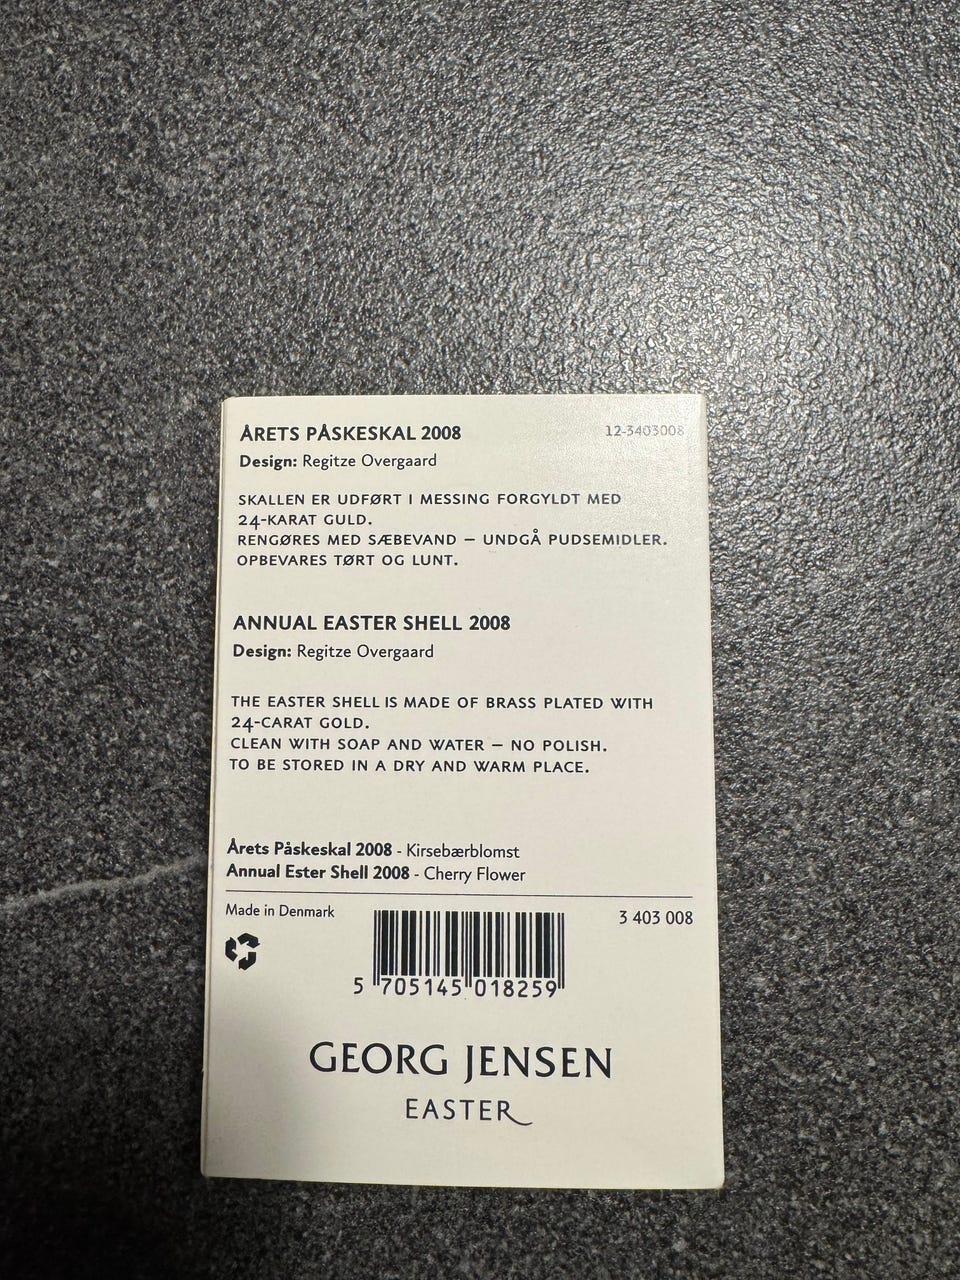 ÅRETS PÅSKESKAL 2008
12-3403008
Design: Regitze Overgaard
SKALLEN ER UDFØRT I MESSING FORGYLDT MED
24-KARAT GULD.
RENGØRES MED SÆBEVAND – UNDGÅ PUDSEMIDLER.
OPBEVARES TØRT OG LUNT.
ANNUAL EASTER SHELL 2008
Design: Regitze Overgaard
THE EASTER SHELL IS MADE OF BRASS PLATED WITH
24-CARAT GOLD.
CLEAN WITH SOAP AND WATER – NO POLISH.
TO BE STORED IN A DRY AND WARM PLACE.
Årets Påskeskal 2008 - Kirsebærblomst
Annual Ester Shell 2008 - Cherry Flower
Made in Denmark
3 403 008
5 705145 018259
GEORG JENSEN
EASTER